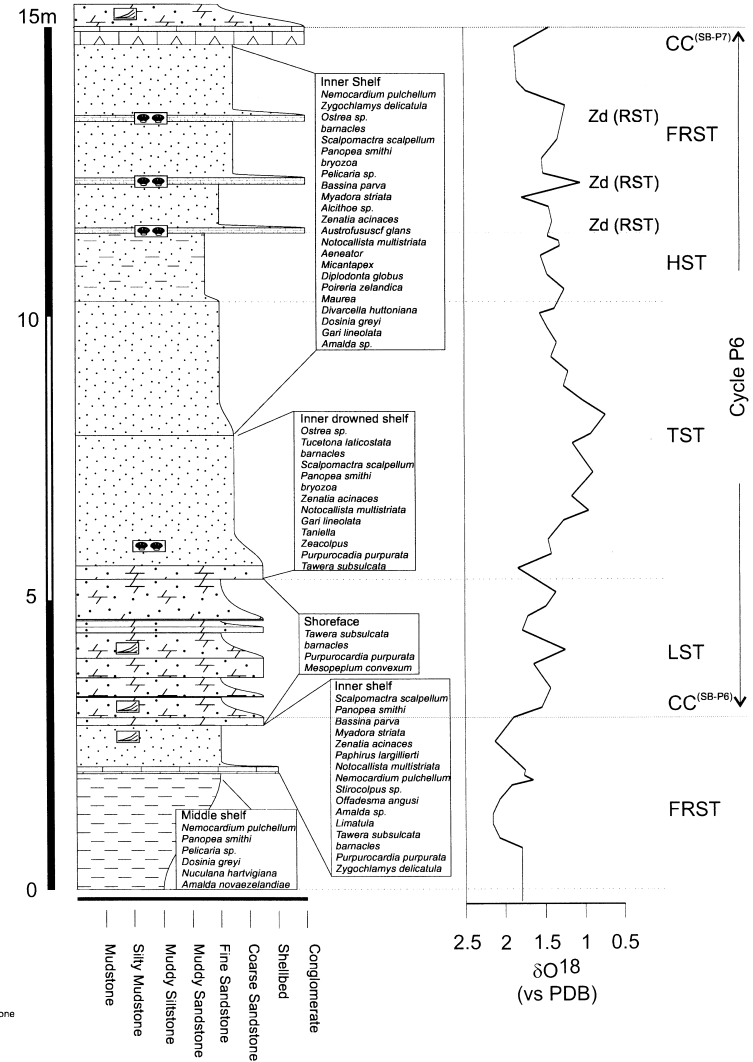 15m
10
5
0
Inner Shelf
Nemocardium pulchellum
Zygochlamys delicatula
Ostrea sp.
barnacles
Scalpomactra scalpellum
Panopea smithi
bryozoa
Pelicaria sp.
Bassina parva
Myadora striata
Alcithoe sp.
Zenatia acinaces
Austrofususcf glans
Notocallista multistriata
Aeneator
Micantapex
Diplodonta globus
Poireria zelandica
Maurea
Divarcella huttoniana
Dosinia greyi
Gari lineolata
Amalda sp.
Inner drowned shelf
Ostrea sp.
Tucetona laticostata
barnacles
Scalpomactra scalpellum
Panopea smithi
bryozoa
Zenatia acinaces
Notocallista multistriata
Gari lineolata
Taniella
Zeacolpus
Purpurocadia purpurata
Tawera subsulcata
Shoreface
Tawera subsulcata
barnacles
Purpurocardia purpurata
Mesopeplum convexum
Inner shelf
Scalpomactra scalpellum
Panopea smithi
Bassina parva
Myadora striata
Zenatia acinaces
Paphirus largillierti
Notocallista multistriata
Nemocardium pulchellum
Stirocolpus sp.
Offadesma angusi
Amalda sp.
Limatula
Tawera subsulcata
barnacles
Purpurocardia purpurata
Zygochlamys delicatula
Middle shelf
Nemocardium pulchellum
Panopea smithi
Pelicaria sp.
Dosinia greyi
Nuculana hartvigiana
Amalda novaezelandiae
Mudstone
Silty Mudstone
Muddy Siltstone
Muddy Sandstone
Fine Sandstone
Coarse Sandstone
Shellbed
Conglomerate
one
Zd (RST)
Zd (RST)
Zd (RST)
CC(SB-P7)
FRST
HST
TST
LST
CC(SB-P6)
FRST
Cycle P6
2.5 2 1.5 1 0.5
δO18
(vs PDB)